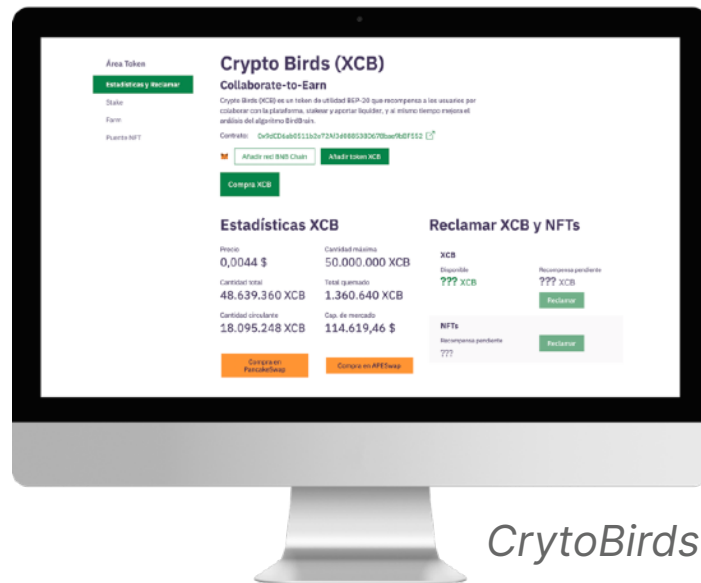 Área Token
Estadísticas y Reclamar
Stake
Farm
Puente NFT
Crypto Birds (XCB)
Collaborate-to-Earn
Crypto Birds (XCB) es un token de utilidad BEP-20 que recompensa a los usuarios por
colaborar con la plataforma, stakear y aportar liquidez, y al mismo tiempo mejora el
análisis del algoritmo BirdBrain.
Contrato:
Añadir red BNB Chain
Añadir token XCB
Compra XCB
Estadísticas XCB
Precio
Cantidad máxima
0,0044 $
50.000.000 XCB
Cantidad total
Total quemado
48.639.360 XCB
1.360.640 XCB
Cantidad circulante
Cap. de mercado
18.095.248 XCB
114.619,46 $
Compra en
PancakeSwap
Compra en APESwap
Reclamar XCB y NFTs
XCB
Disponible
Recompensa pendiente
??? XCB
??? XCB
Reclamar
NFTs
Recompensa pendiente
???
Reclamar
CrytoBirds